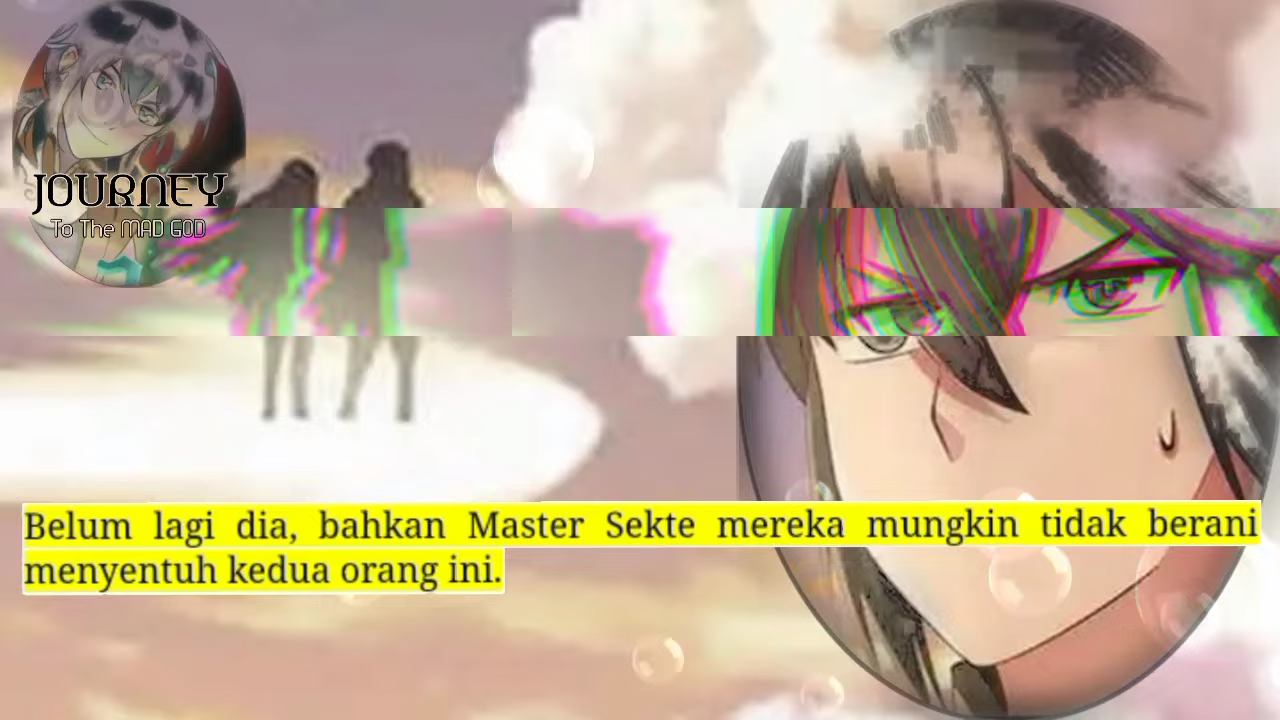 JOURNEY
To The MAD GOD
Belum lagi dia, bahkan Master Sekte mereka mungkin tidak berani
menyentuh kedua orang ini.